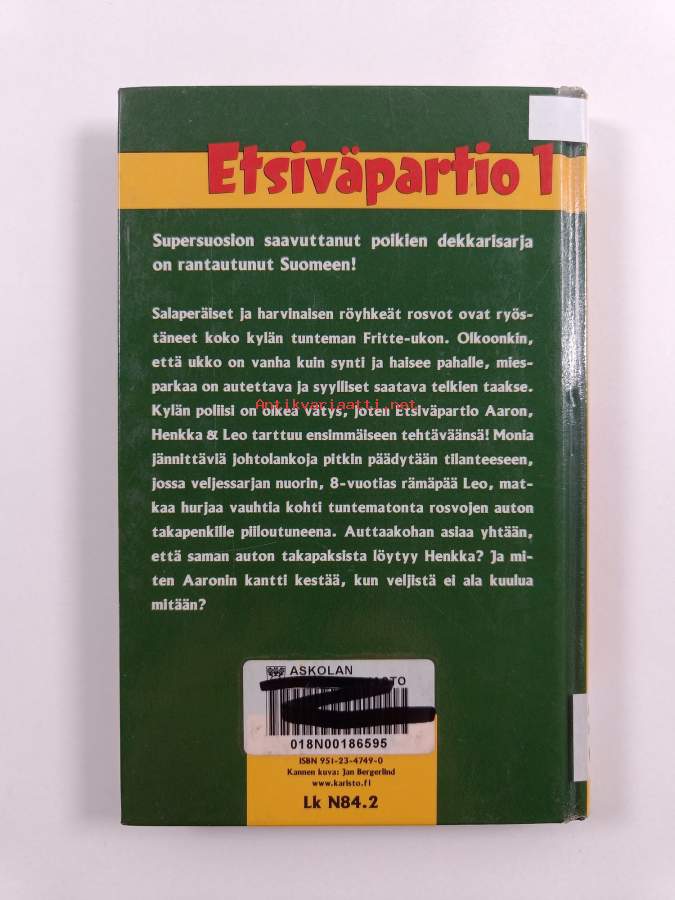 Etsiväpartio 1
Supersuosion saavuttanut poikien dekkarisarja
on rantautunut Suomeen!
Salaperäiset ja harvinaisen röyhkeät rosvot ovat ryös-
täneet koko kylän tunteman Fritte-ukon. Olkoonkin,
että ukko on vanha kuin synti ja haisee pahalle, mies-
parkaa on autettava ja syylliset saatava telkien taakse.
Antikvariaatti.net
Kylän poliisi on oikea vätys, joten Etsiväpartio Aaron,
Henkka & Leo tarttuu ensimmäiseen tehtäväänsä! Monia
jännittäviä johtolankoja pitkin päädytään tilanteeseen,
jossa veljessarjan nuorin, 8-vuotias rämäpää Leo, mat-
kaa hurjaa vauhtia kohti tuntematonta rosvojen auton
takapenkille piiloutuneena. Auttaakohan asiaa yhtään,
että saman auton takapaksista löytyy Henkka? Ja mi-
ten Aaronin kantti kestää, kun veljistä ei ala kuulua
mitään?
ASKOLAN
018N00186595
ISBN 951-23-4749-0
Kannen kuva: Jan Bergerlind
www.karisto.fi
Lk N84.2